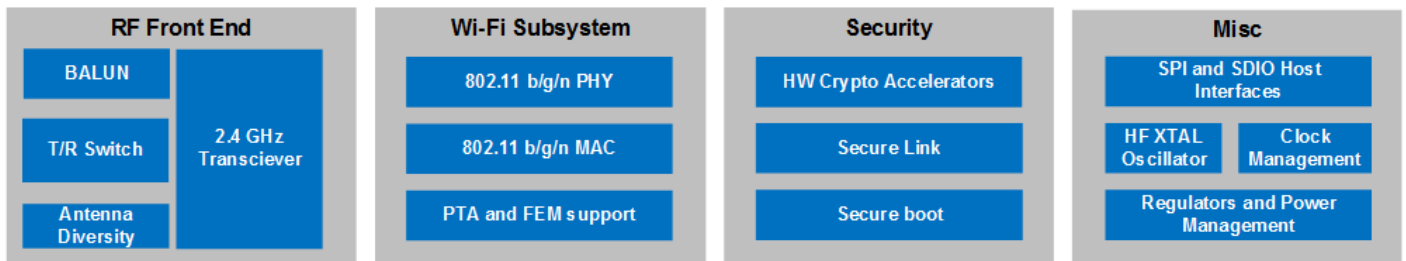 RF Front End
BALUN
T/R Switch
Antenna
Diversity
2.4 GHz
Transciever
Wi-Fi Subsystem
802.11 b/g/n PHY
802.11 b/g/n MAC
PTA and FEM support
Security
HW Crypto Accelerators
Secure Link
Secure boot
Misc
SPI and SDIO Host
Interfaces
HF XTAL
Oscillator
Clock
Management
Regulators and Power
Management